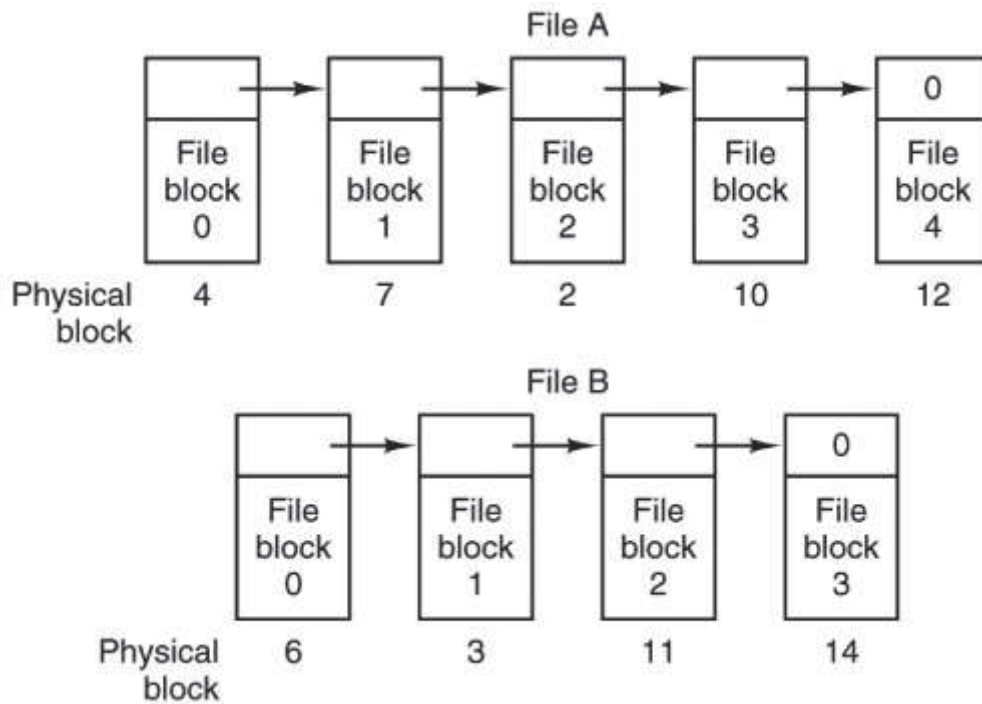 File A
0
File File File File File
block block block block block
0 1 2 3 4
Physical 4 7 2 10 12
block
File B
0
File File File File
block block block block
0 1 2 3
Physical 6 3 11 14
block